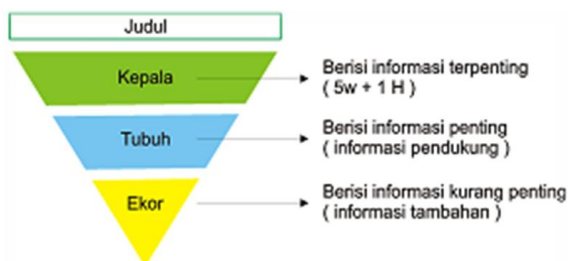 Judul
Kepala
Berisi informasi terpenting
( 5w + 1 H )
Tubuh
Berisi informasi penting
( informasi pendukung )
Ekor
Berisi informasi kurang penting
( informasi tambahan )